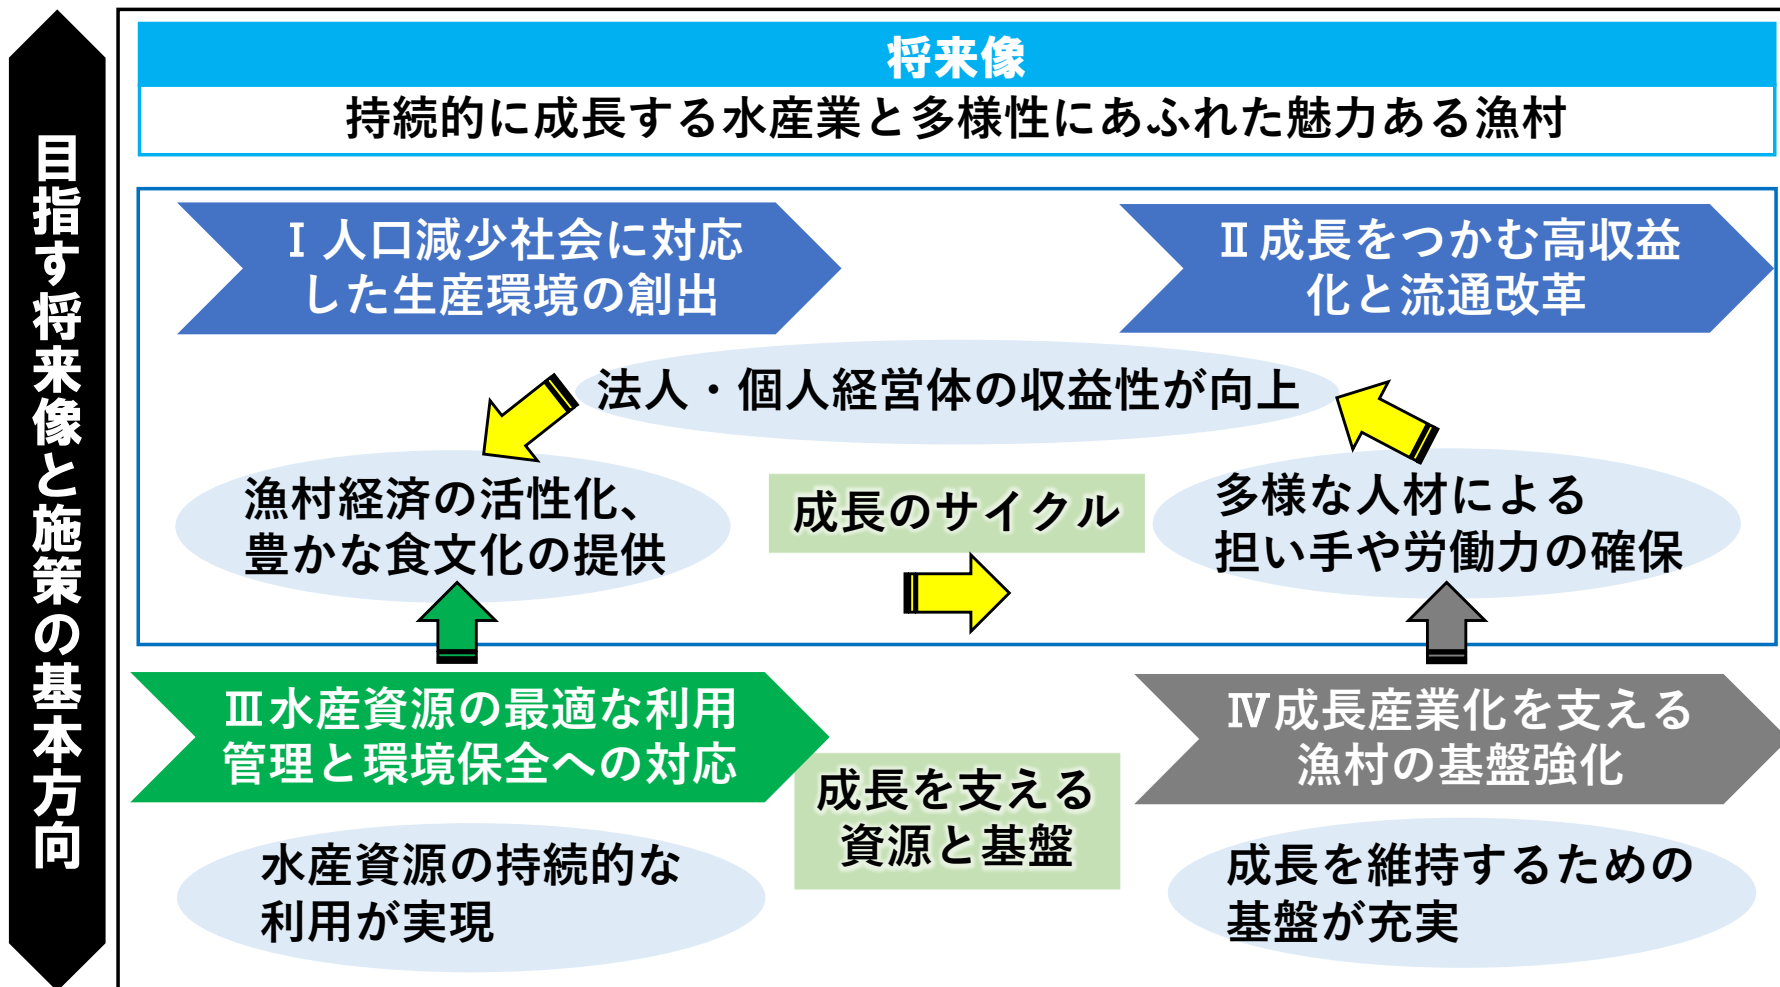 目指す将来像と施策の基本方向
将来像
持続的に成長する水産業と多様性にあふれた魅力ある漁村
Ⅰ人口減少社会に対応
した生産環境の創出
Ⅱ成長をつかむ高収益
化と流通改革
法人・個人経営体の収益性が向上
漁村経済の活性化、
豊かな食文化の提供
成長のサイクル
多様な人材による
担い手や労働力の確保
Ⅲ水産資源の最適な利用
管理と環境保全への対応
成長を支える
資源と基盤
Ⅳ成長産業化を支える
漁村の基盤強化
水産資源の持続的な
利用が実現
成長を維持するための
基盤が充実